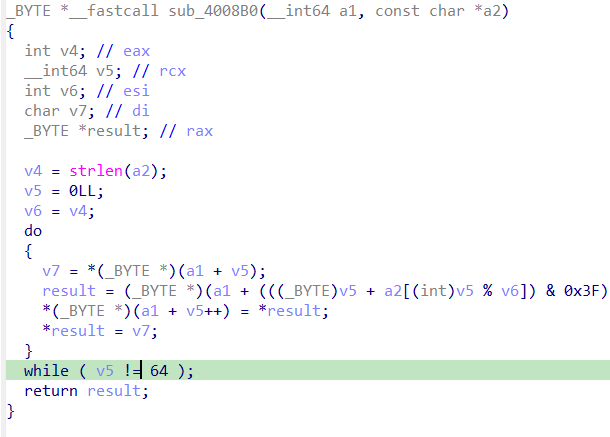 _BYTE *__fastcall sub_4008B0(__int64 a1, const char *a2)
{
  int v4; // eax
  __int64 v5; // rcx
  int v6; // esi
  char v7; // di
  _BYTE *result; // rax

  v4 = strlen(a2);
  v5 = 0LL;
  v6 = v4;
  do
  {
    v7 = *(_BYTE *)(a1 + v5);
    result = (_BYTE *)(a1 + (((_BYTE)v5 + a2[(int)v5 % v6]) & 0x3F)
    *(_BYTE *)(a1 + v5++) = *result;
    *result = v7;
  }
  while ( v5 != 64 );
  return result;
}